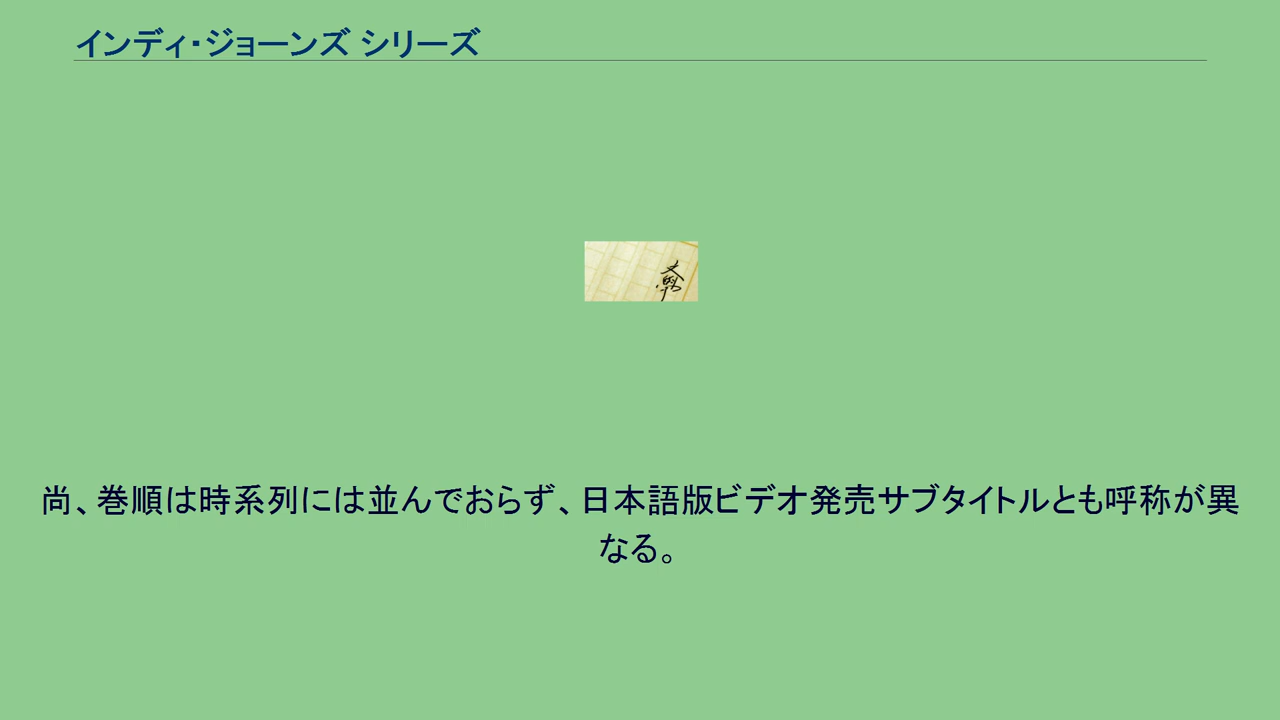 インディ・ジョーンズ シリーズ
尚、巻順は時系列には並んでおらず、日本語版ビデオ発売サブタイトルとも呼称が異
なる。